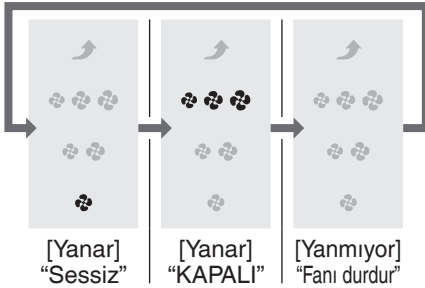 [Yanar]
“Sessiz”
[Yanar]
“KAPALI”
[Yanmıyor]
“Fanı durdur”